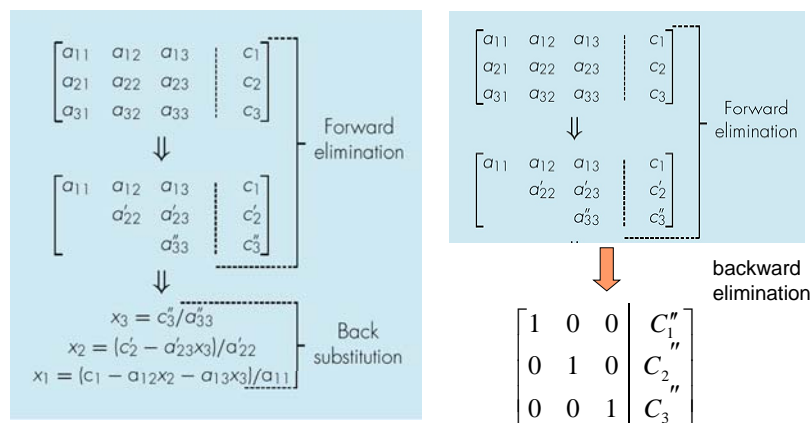 a11 a12 a13 c1
a21 a22 a23 c2
a31 a32 a33 c3
⇓
Forward
elimination
a11 a12 a13 c1
a′22 a′23 c′2
a″33 c″3
⇓
x3 = c″3/a″33
x2 = (c′2 − a′23x3)/a′22
x1 = (c1 − a12x2 − a13x3)/a11
Back
substitution
a11 a12 a13 c1
a21 a22 a23 c2
a31 a32 a33 c3
⇓
Forward
elimination
a11 a12 a13 c1
a′22 a′23 c′2
a″33 c″3
backward
elimination
1 0 0 C1″
0 1 0 C2″
0 0 1 C3″